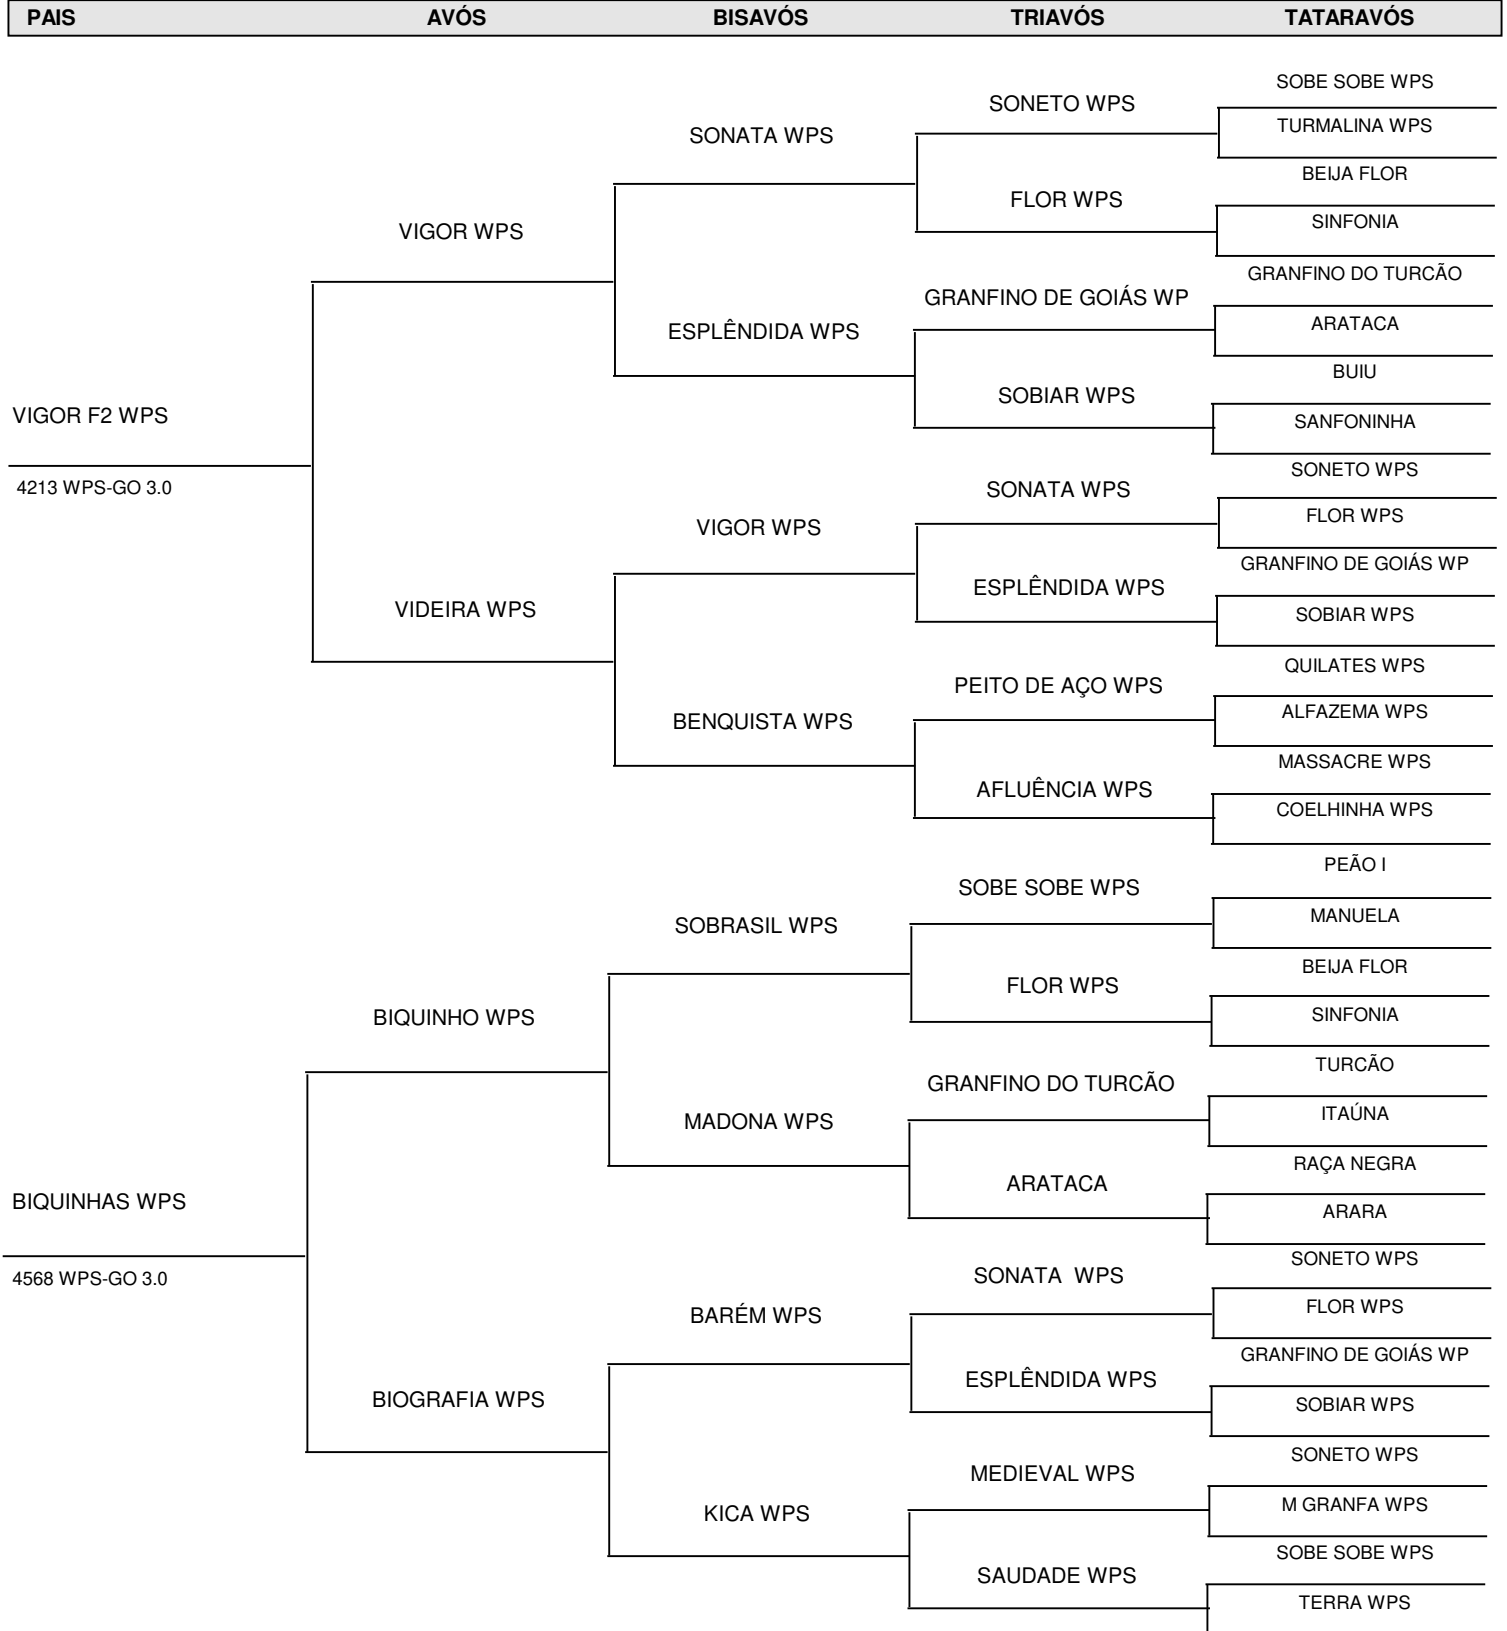 PAIS AVÓS BISAVÓS TRIAVÓS TATARAVÓS
SOBE SOBE WPS
SONETO WPS
TURMALINA WPS
SONATA WPS
BEIJA FLOR
FLOR WPS
SINFONIA
VIGOR WPS
GRANFINO DO TURCÃO
GRANFINO DE GOIÁS WP
ARATACA
ESPLÊNDIDA WPS
BUIU
SOBIAR WPS
SANFONINHA
VIGOR F2 WPS
4213 WPS-GO 3.0
SONETO WPS
SONATA WPS
FLOR WPS
VIGOR WPS
GRANFINO DE GOIÁS WP
ESPLÊNDIDA WPS
SOBIAR WPS
VIDEIRA WPS
QUILATES WPS
PEITO DE AÇO WPS
ALFAZEMA WPS
BENQUISTA WPS
MASSACRE WPS
AFLUÊNCIA WPS
COELHINHA WPS
PEÃO I
SOBE SOBE WPS
MANUELA
SOBRASIL WPS
BEIJA FLOR
FLOR WPS
SINFONIA
BIQUINHO WPS
TURCÃO
GRANFINO DO TURCÃO
ITAÚNA
MADONA WPS
RAÇA NEGRA
ARATACA
ARARA
BIQUINHAS WPS
4568 WPS-GO 3.0
SONETO WPS
SONATA WPS
FLOR WPS
BARÉM WPS
GRANFINO DE GOIÁS WP
ESPLÊNDIDA WPS
SOBIAR WPS
BIOGRAFIA WPS
SONETO WPS
MEDIEVAL WPS
M GRANFA WPS
KICA WPS
SOBE SOBE WPS
SAUDADE WPS
TERRA WPS